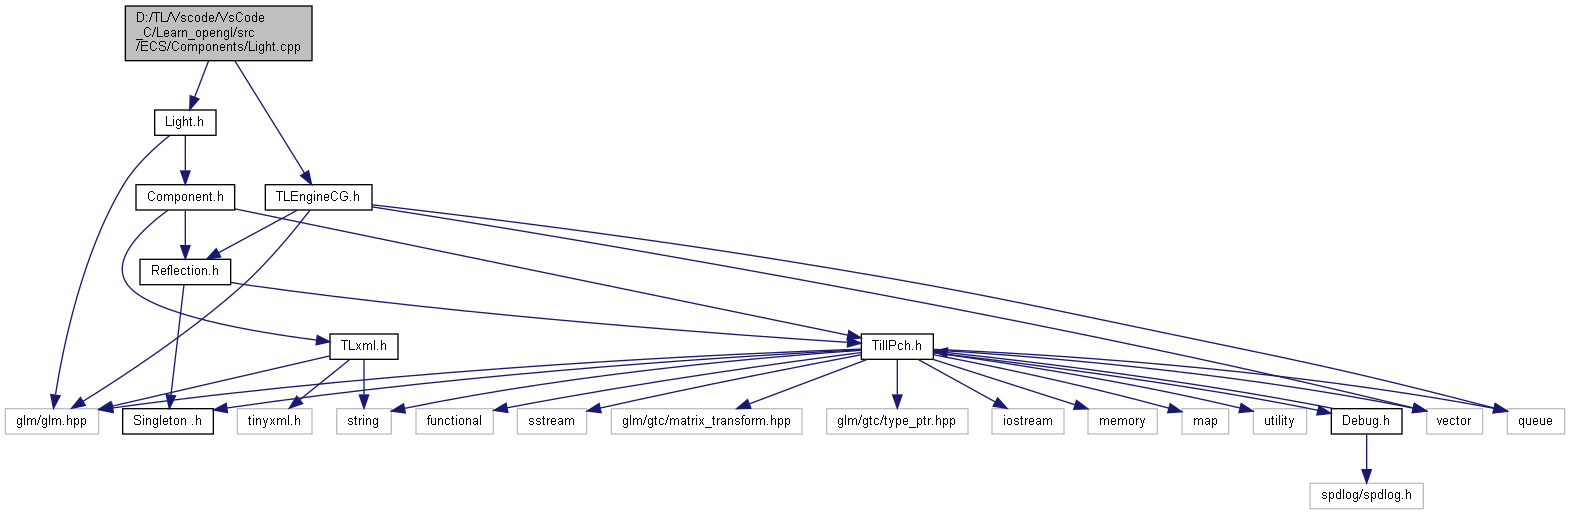 D:/TL/Vscode/VsCode
_C/Learn_opengl/src
/ECS/Components/Light.cpp
Light.h
Component.h
TLEngineCG.h
Reflection.h
TLxml.h
TillPch.h
glm/glm.hpp
Singleton .h
tinyxml.h
string
functional
sstream
glm/gtc/matrix_transform.hpp
glm/gtc/type_ptr.hpp
iostream
memory
map
utility
Debug.h
vector
queue
spdlog/spdlog.h